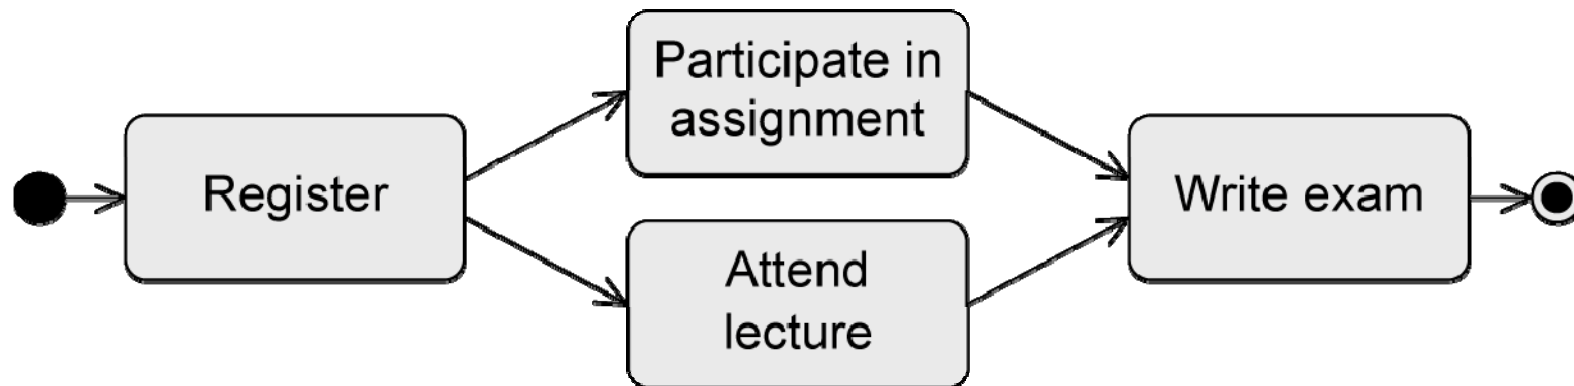 Register
Participate in
assignment
Attend
lecture
Write exam